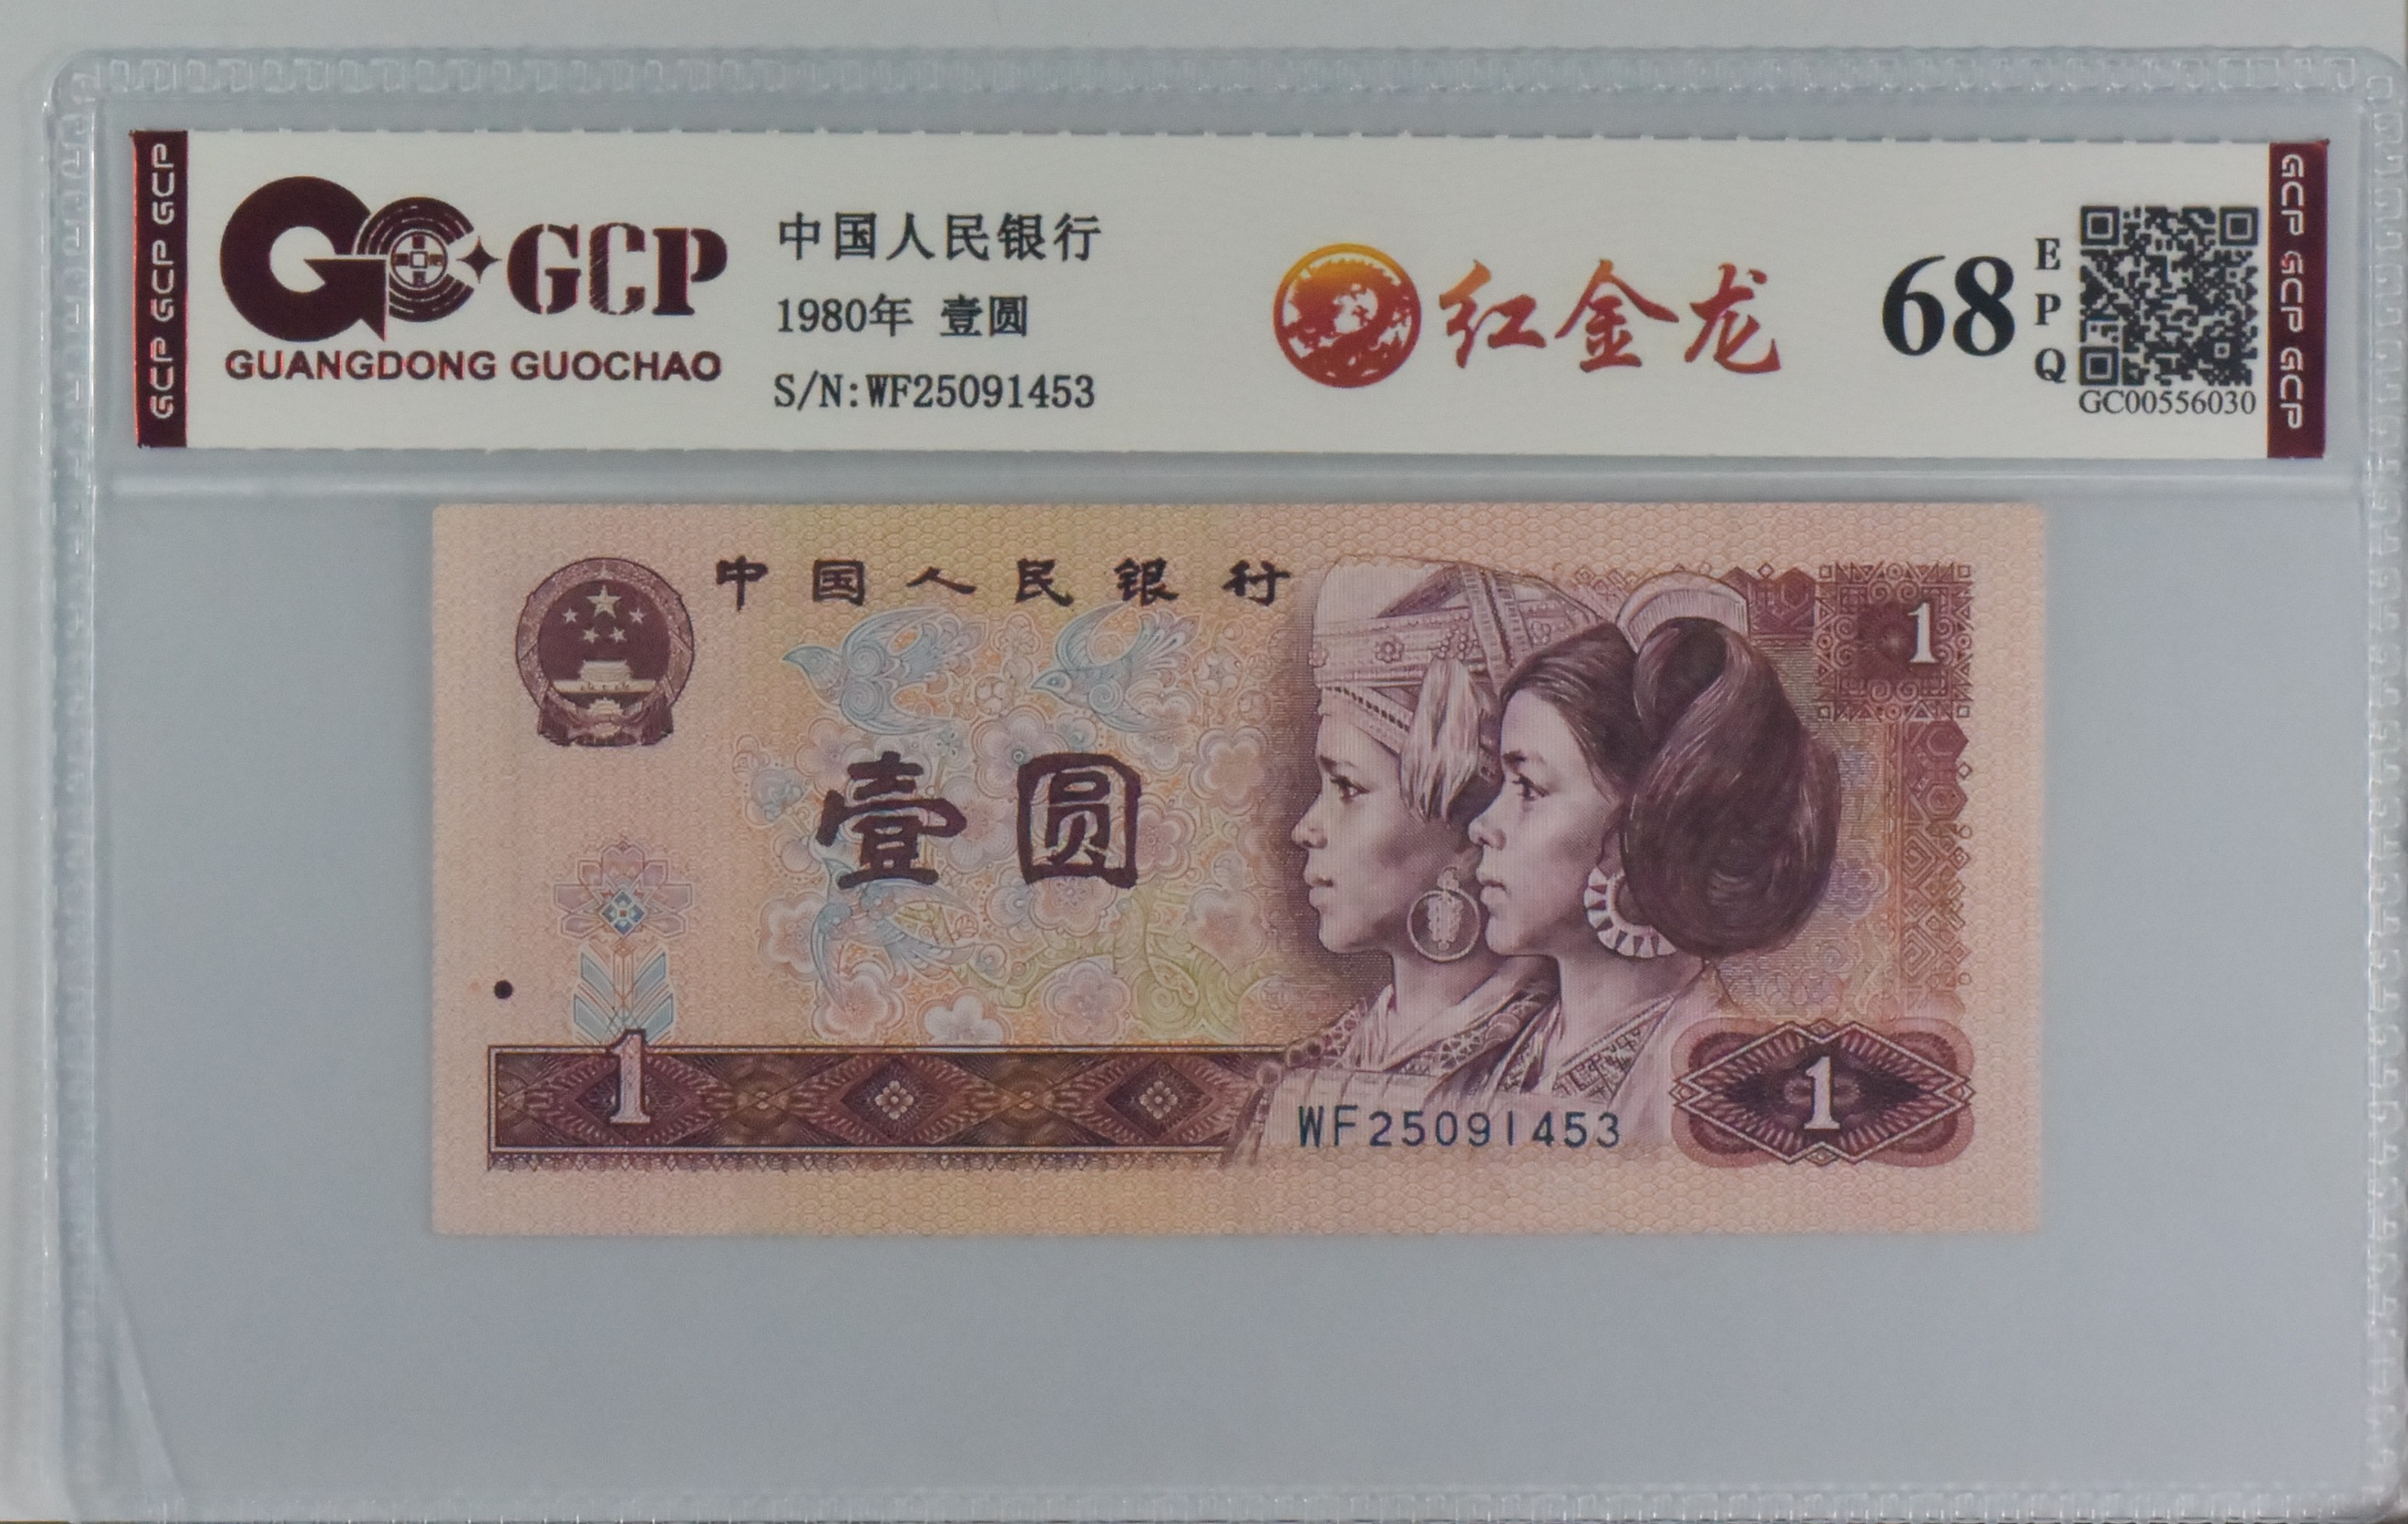 GCP GCP GCP
GCP
GUANGDONG GUOCHAO
中国人民银行
1980年 壹圆
S/N:WF25091453
红金龙
68
E
P
Q
GC00556030
GCP GCP GCP
中国人民银行
1
壹圆
1
1
WF25091453